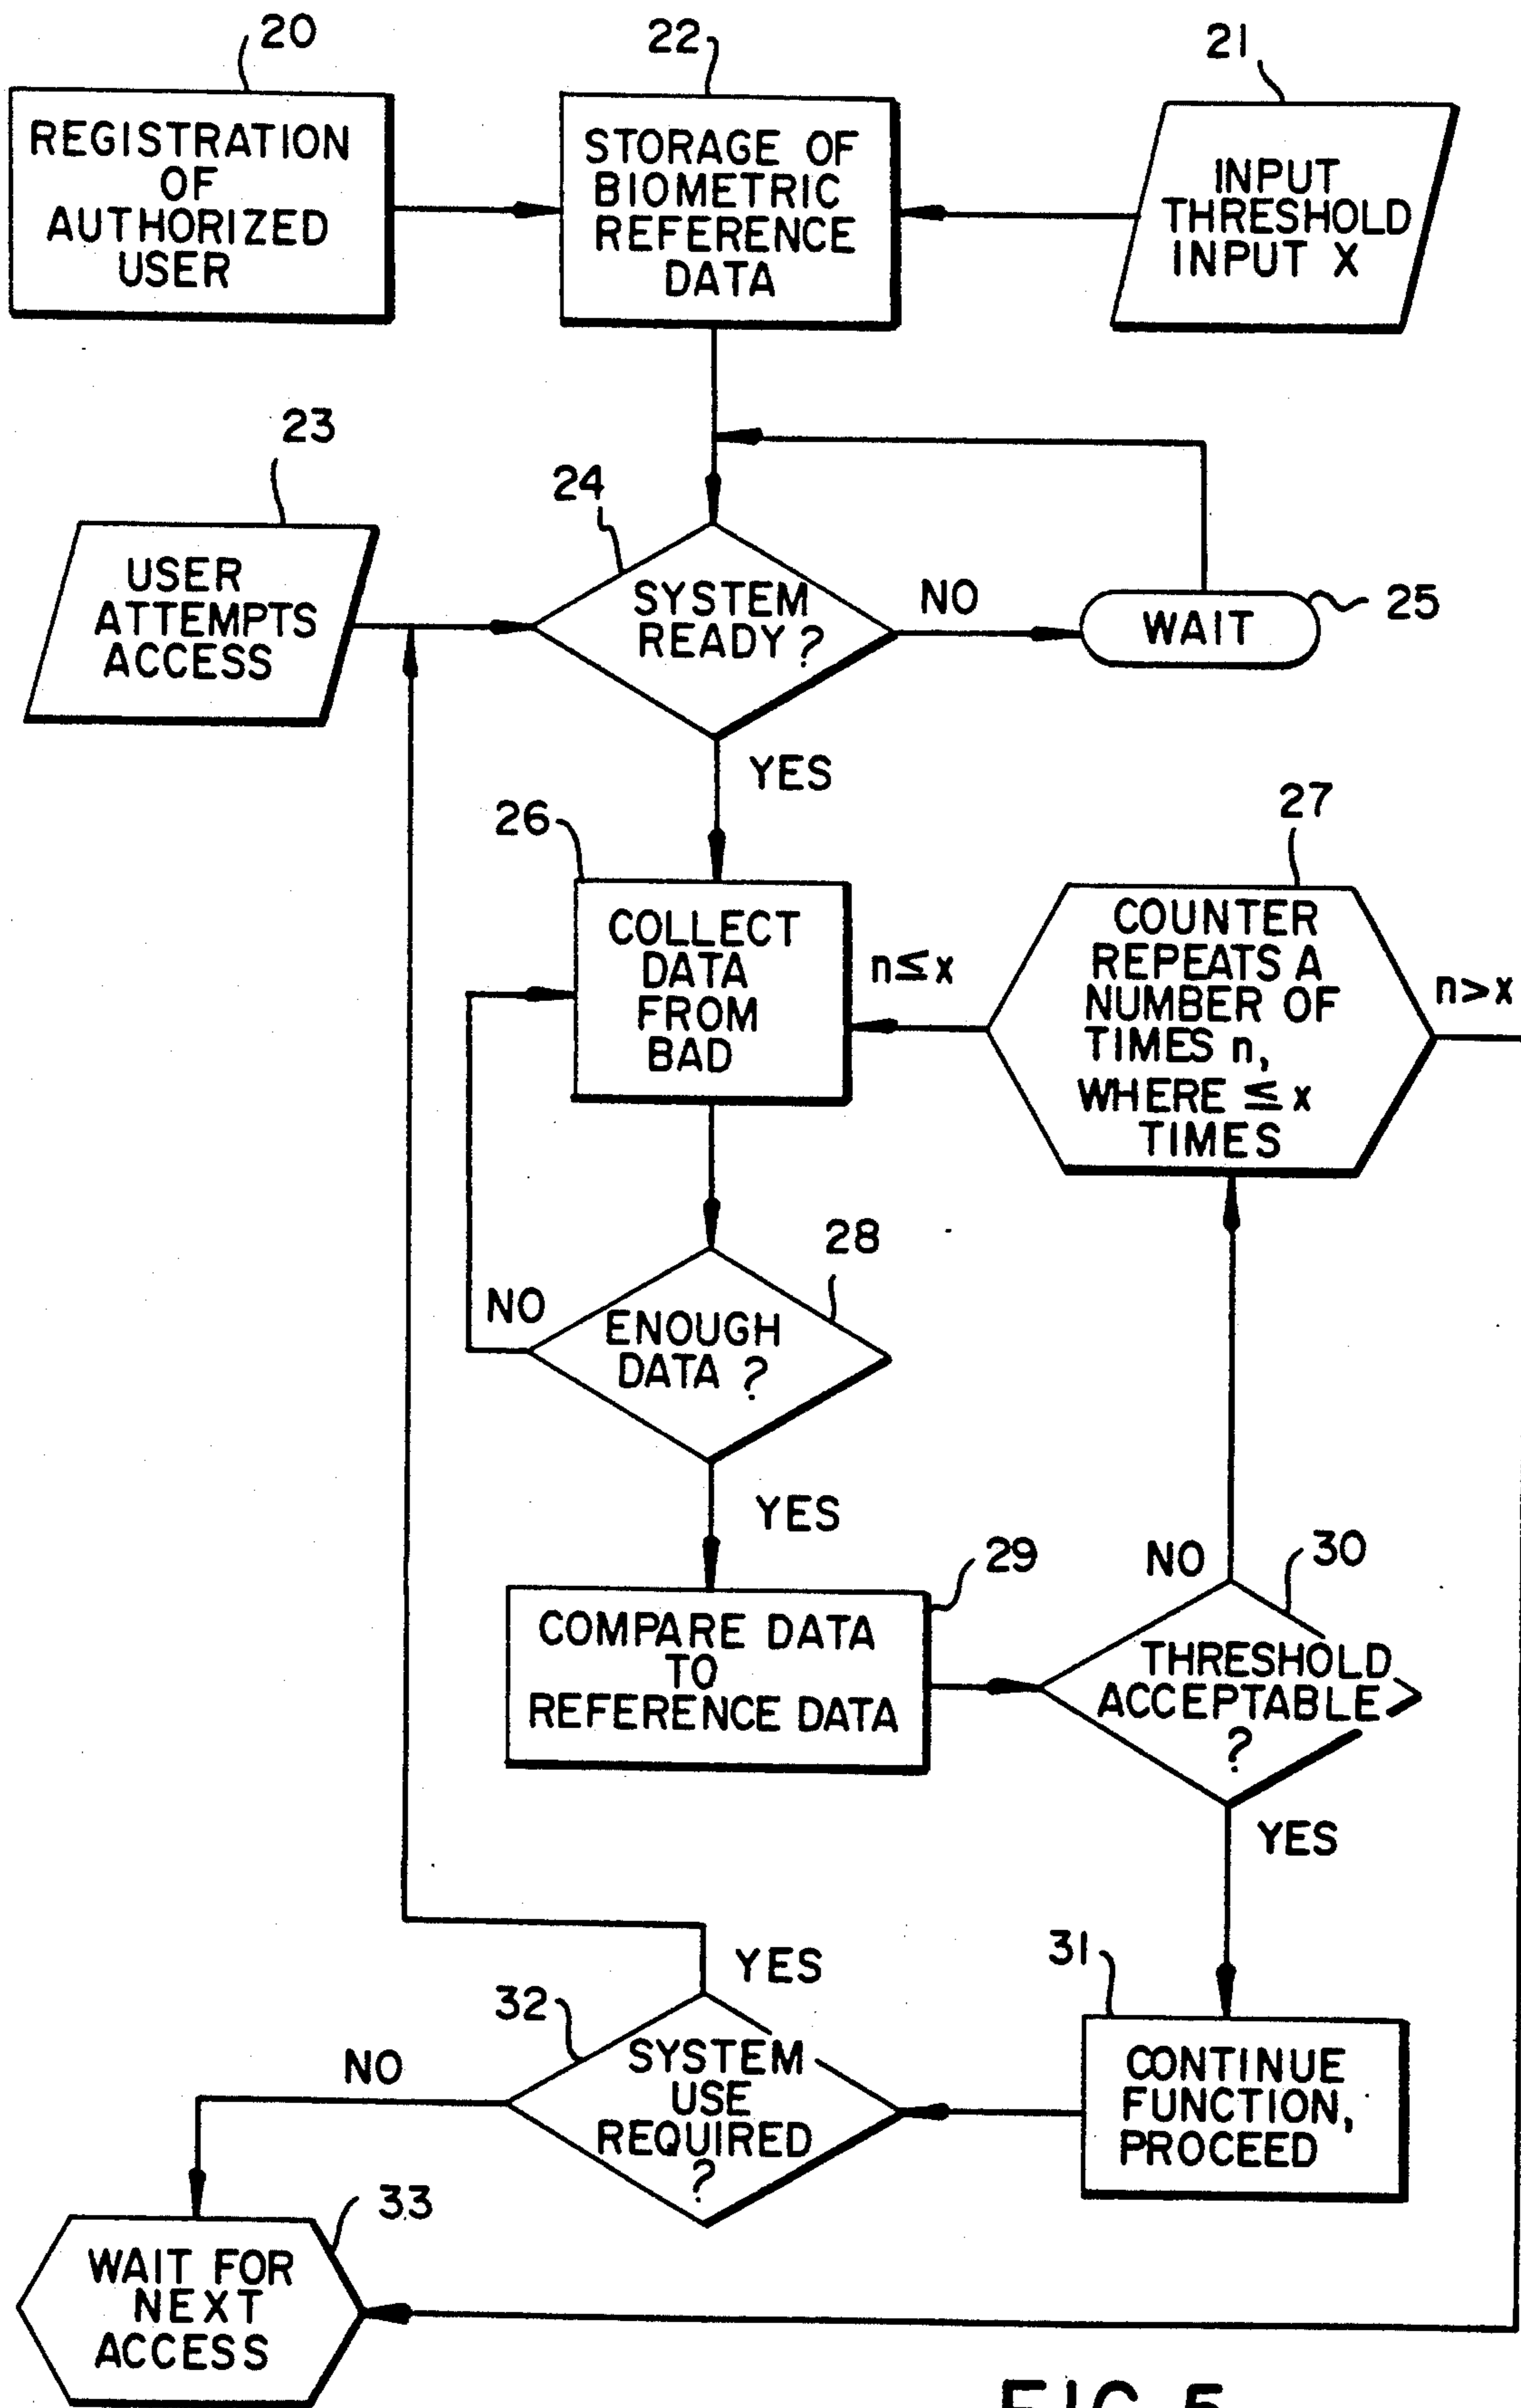 20
22
21
REGISTRATION
OF
AUTHORIZED
USER
STORAGE OF
BIOMETRIC
REFERENCE
DATA
INPUT
THRESHOLD
INPUT X
23
24
USER
ATTEMPTS
ACCESS
SYSTEM
READY?
NO
WAIT
25
YES
26
27
COLLECT
DATA
FROM
BAD
n≤x
COUNTER
REPEATS A
NUMBER OF
TIMES n,
WHERE ≤ x
TIMES
n>x
28
NO
ENOUGH
DATA ?
YES
29
NO
30
COMPARE DATA
TO
REFERENCE DATA
THRESHOLD
ACCEPTABLE
?
YES
31
YES
32
NO
SYSTEM
USE
REQUIRED
?
CONTINUE
FUNCTION,
PROCEED
33
WAIT FOR
NEXT
ACCESS
FIG. 5